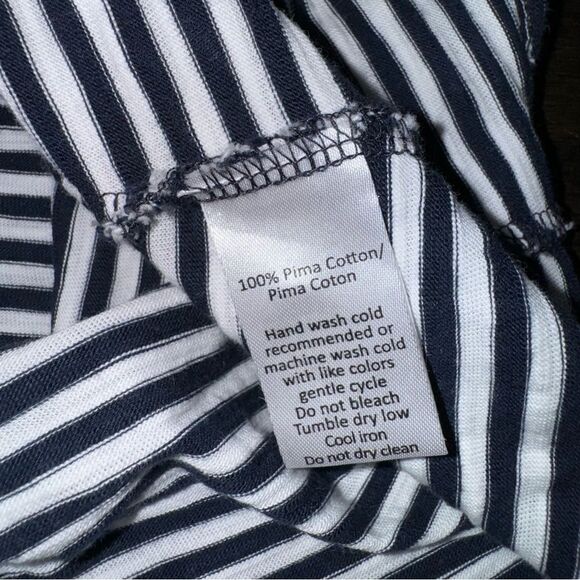 100% Pima Cotton/
Pima Coton
Hand wash cold
recommended or
machine wash cold
with like colors
gentle cycle
Do not bleach
Tumble dry low
Cool iron
Do not dry clean